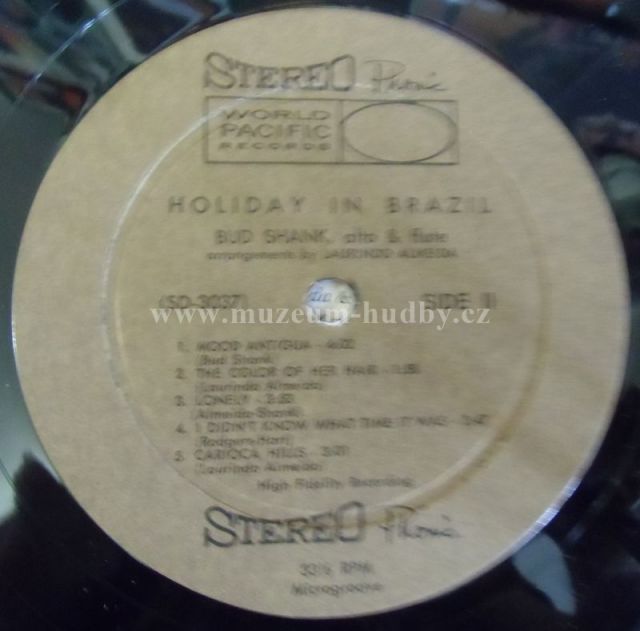 STEREO Phonic
WORLD
PACIFIC
RECORDS
HOLIDAY IN BRAZIL
BUD SHANK, alto & flute
arrangements by LAURINDO ALMEIDA
(SD-3037) SIDE II
www.muzeum-hudby.cz
1. MOOD ANTIGUA - 4:02
(Bud Shank)
2. THE COLOR OF HER HAIR -
(Laurindo Almeida)
3. LONELY -
(Almeida-Shank)
4. I DIDN'T KNOW WHAT TIME IT WAS -
(Rodgers-Hart)
5. CARIOCA HILLS -
(Laurindo Almeida)
High Fidelity Recording
STEREO Phonic
33⅓ RPM
Microgroove